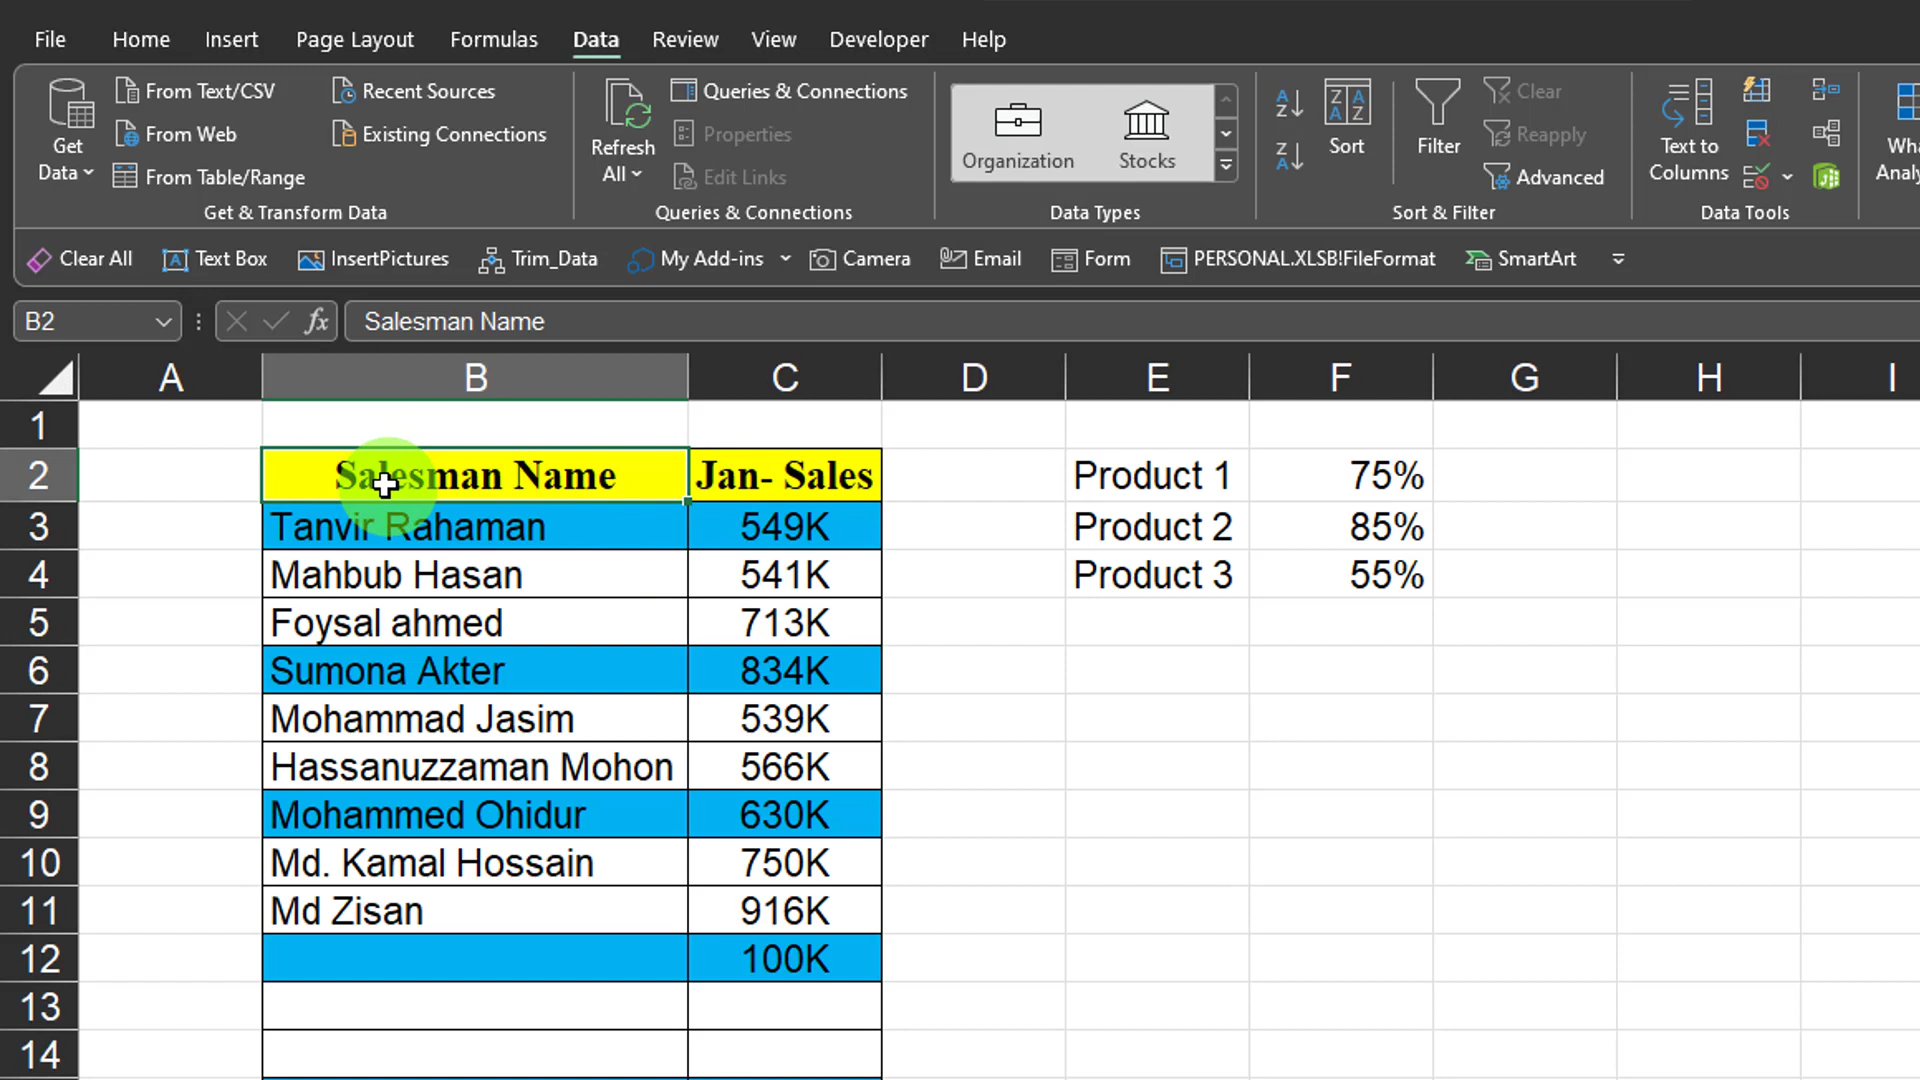 File Home Insert Page Layout Formulas Data Review View Developer Help
Get Data
From Text/CSV
From Web
From Table/Range
Recent Sources
Existing Connections
Get & Transform Data
Refresh All
Queries & Connections
Properties
Edit Links
Queries & Connections
Organization Stocks
Data Types
Sort
Filter
Clear
Reapply
Advanced
Sort & Filter
Text to Columns
Data Tools
Clear All Text Box InsertPictures Trim_Data My Add-ins Camera Email Form PERSONAL.XLSB!FileFormat SmartArt
B2 fx Salesman Name
A B C D E F G H I
1
2 Salesman Name Jan- Sales Product 1 75%
3 Tanvir Rahaman 549K Product 2 85%
4 Mahbub Hasan 541K Product 3 55%
5 Foysal ahmed 713K
6 Sumona Akter 834K
7 Mohammad Jasim 539K
8 Hassanuzzaman Mohon 566K
9 Mohammed Ohidur 630K
10 Md. Kamal Hossain 750K
11 Md Zisan 916K
12 100K
13
14